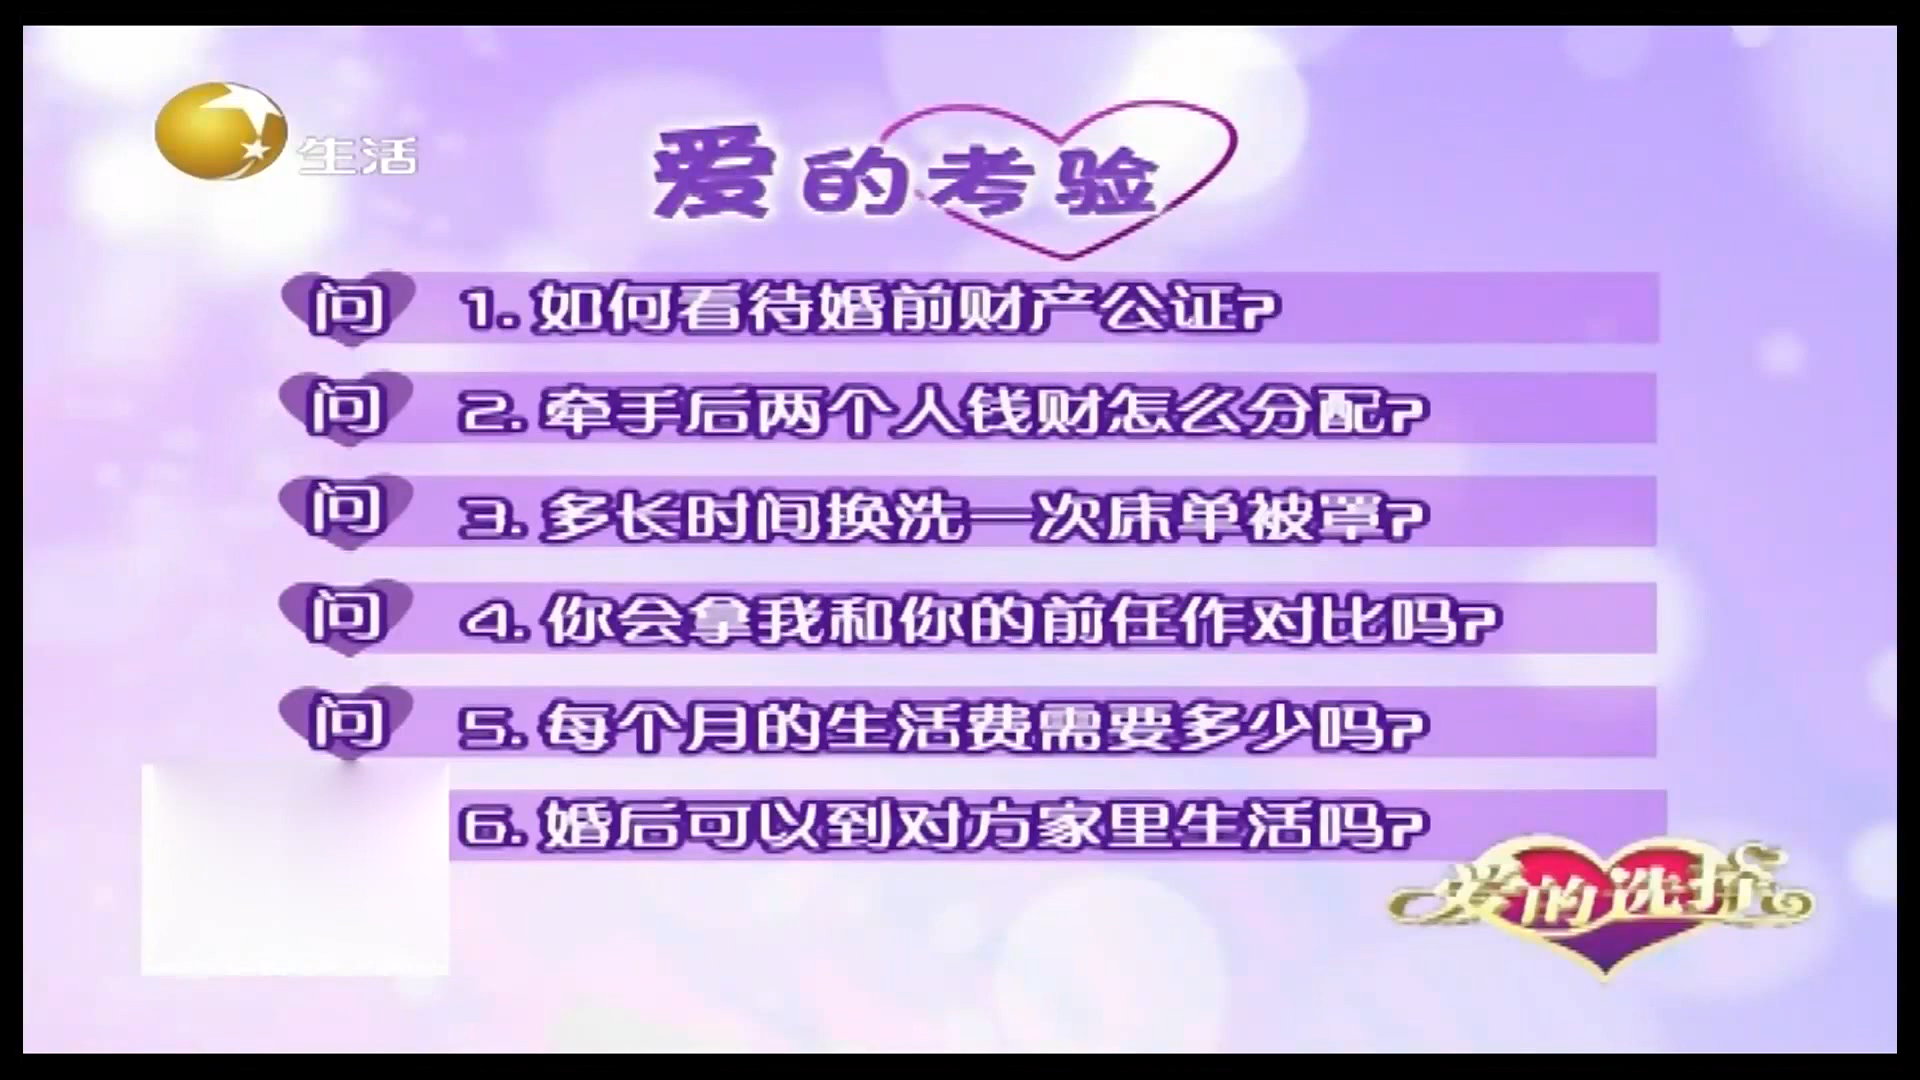 生活
爱的考验
问 1.如何看待婚前财产公证?
问 2.牵手后两个人钱财怎么分配?
问 3.多长时间换洗一次床单被罩?
问 4.你会拿我和你的前任作对比吗?
问 5.每个月的生活费需要多少吗?
6.婚后可以到对方家里生活吗?
爱的选择